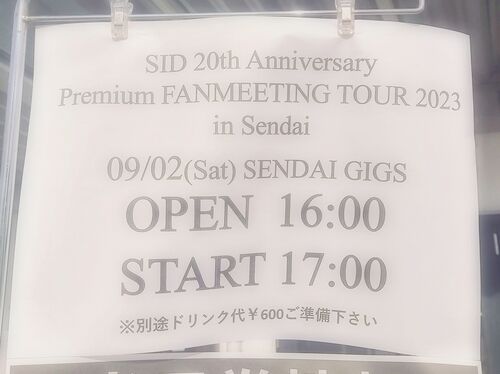 SID 20th Anniversary
Premium FANMEETING TOUR 2023
in Sendai
09/02(Sat) SENDAI GIGS
OPEN 16:00
START 17:00
※別途ドリンク代￥600ご準備下さい